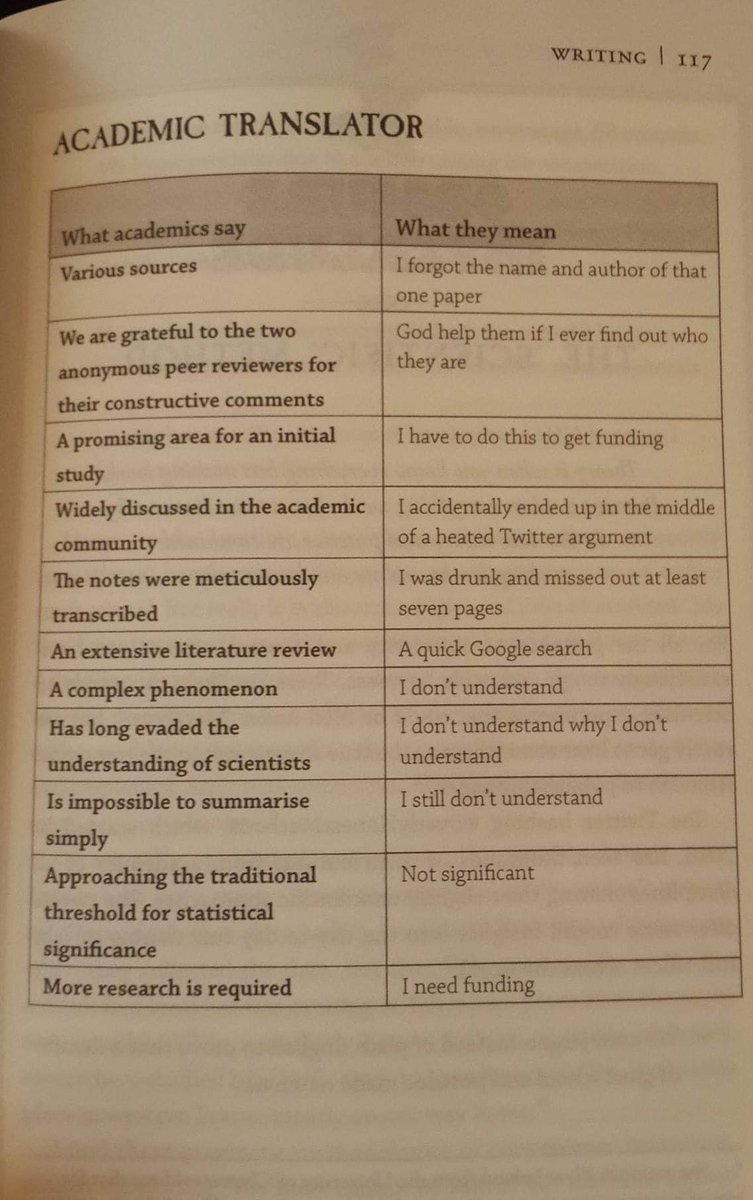 WRITING | 117
ACADEMIC TRANSLATOR
What academics say
What they mean
Various sources
I forgot the name and author of that
one paper
We are grateful to the two
anonymous peer reviewers for
their constructive comments
God help them if I ever find out who
they are
A promising area for an initial
study
I have to do this to get funding
Widely discussed in the academic
community
I accidentally ended up in the middle
of a heated Twitter argument
The notes were meticulously
transcribed
I was drunk and missed out at least
seven pages
An extensive literature review
A quick Google search
A complex phenomenon
I don't understand
Has long evaded the
understanding of scientists
I don't understand why I don't
understand
Is impossible to summarise
simply
I still don't understand
Approaching the traditional
threshold for statistical
significance
Not significant
More research is required
I need funding